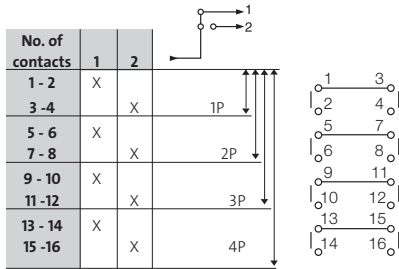 1
2
No. of
contacts 1 2
1 - 2 X
3 -4 X 1P
5 - 6 X
7 - 8 X 2P
9 - 10 X
11 -12 X 3P
13 - 14 X
15 -16 X 4P
1 3
2 4
5 7
6 8
9 11
10 12
13 15
14 16